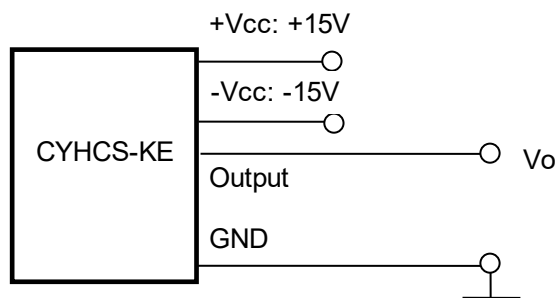 +Vcc: +15V
-Vcc: -15V
CYHCS-KE
Vo
Output
GND